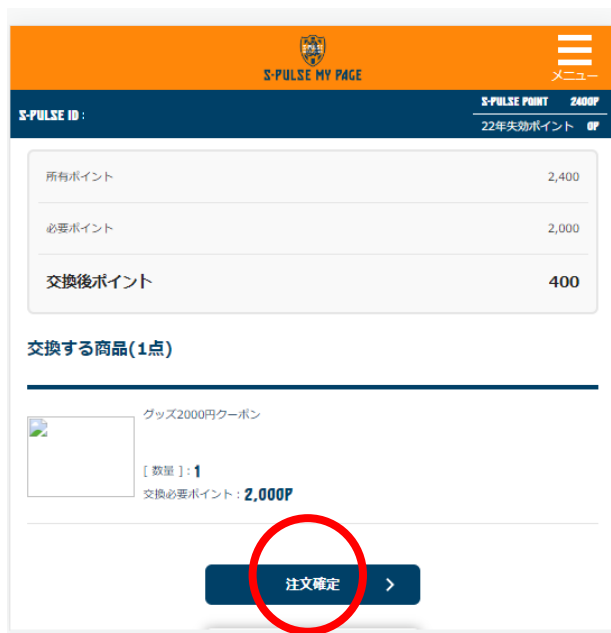 S-PULSE MY PAGE
メニュー
S-PULSE ID :
S-PULSE POINT 2400P
22年失効ポイント 0P
所有ポイント 2,400
必要ポイント 2,000
交換後ポイント 400
交換する商品(1点)
グッズ2000円クーポン
[ 数量 ] : 1
交換必要ポイント : 2,000P
注文確定